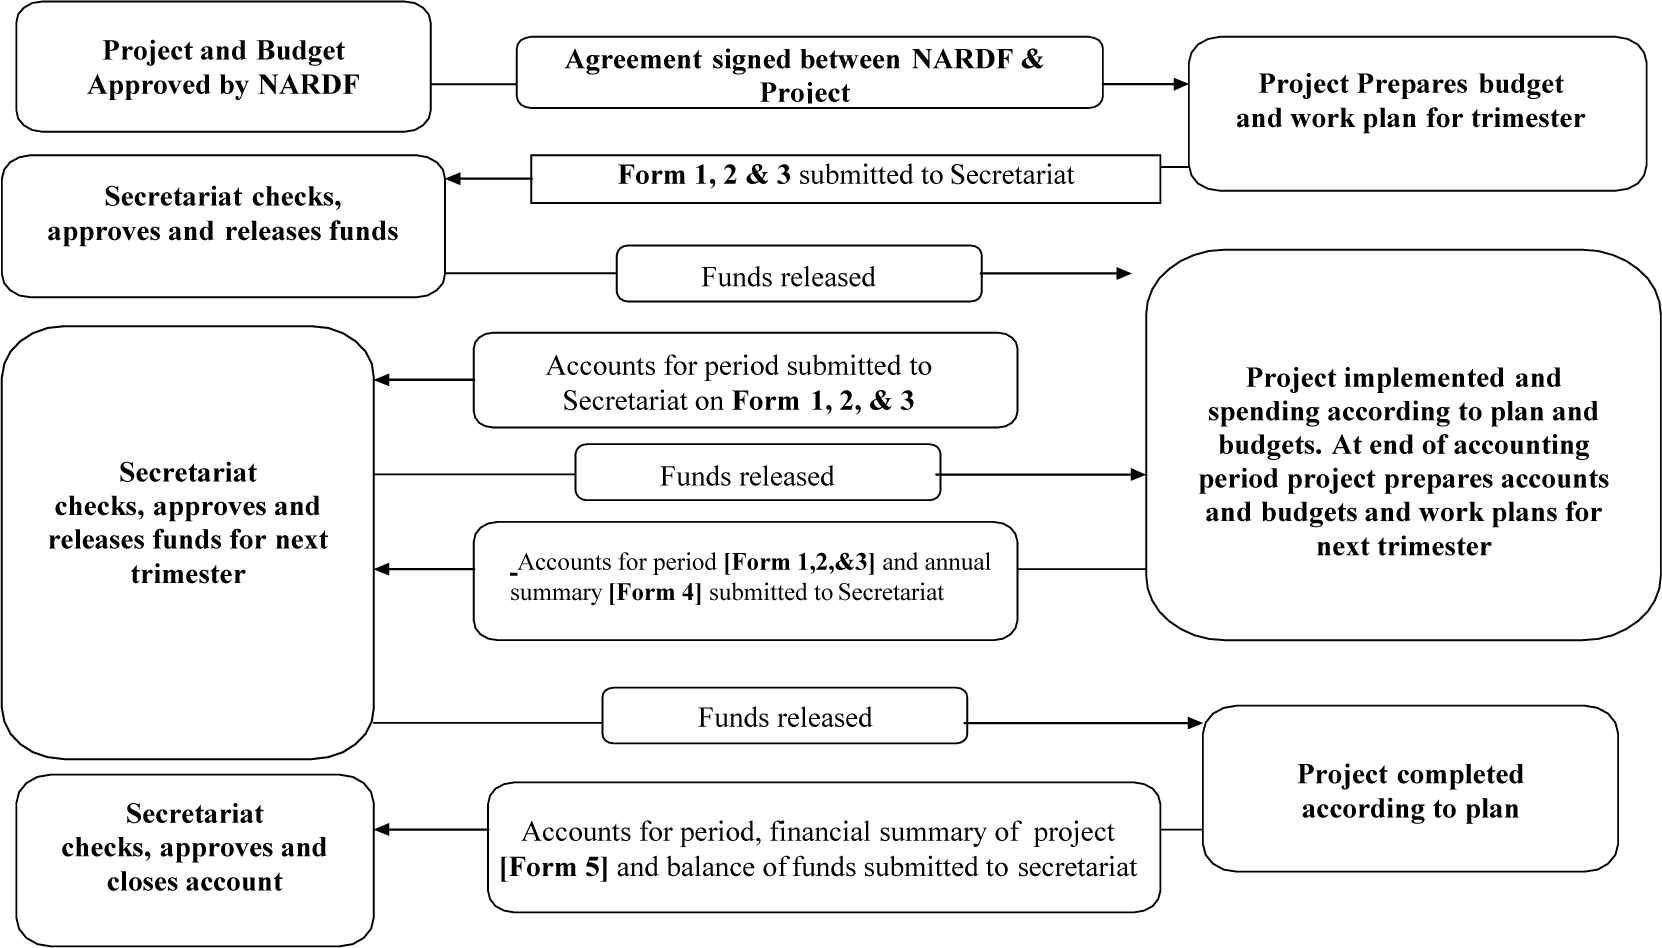 Project and Budget
Approved by NARDF
Agreement signed between NARDF &
Project
Project Prepares budget
and work plan for trimester
Form 1, 2 & 3 submitted to Secretariat
Secretariat checks,
approves and releases funds
Funds released
Accounts for period submitted to
Secretariat on Form 1, 2, & 3
Project implemented and
spending according to plan and
budgets. At end of accounting
period project prepares accounts
and budgets and work plans for
next trimester
Secretariat
checks, approves and
releases funds for next
trimester
Funds released
Accounts for period [Form 1,2,&3] and annual
summary [Form 4] submitted to Secretariat
Funds released
Project completed
according to plan
Secretariat
checks, approves and
closes account
Accounts for period, financial summary of project
[Form 5] and balance of funds submitted to secretariat